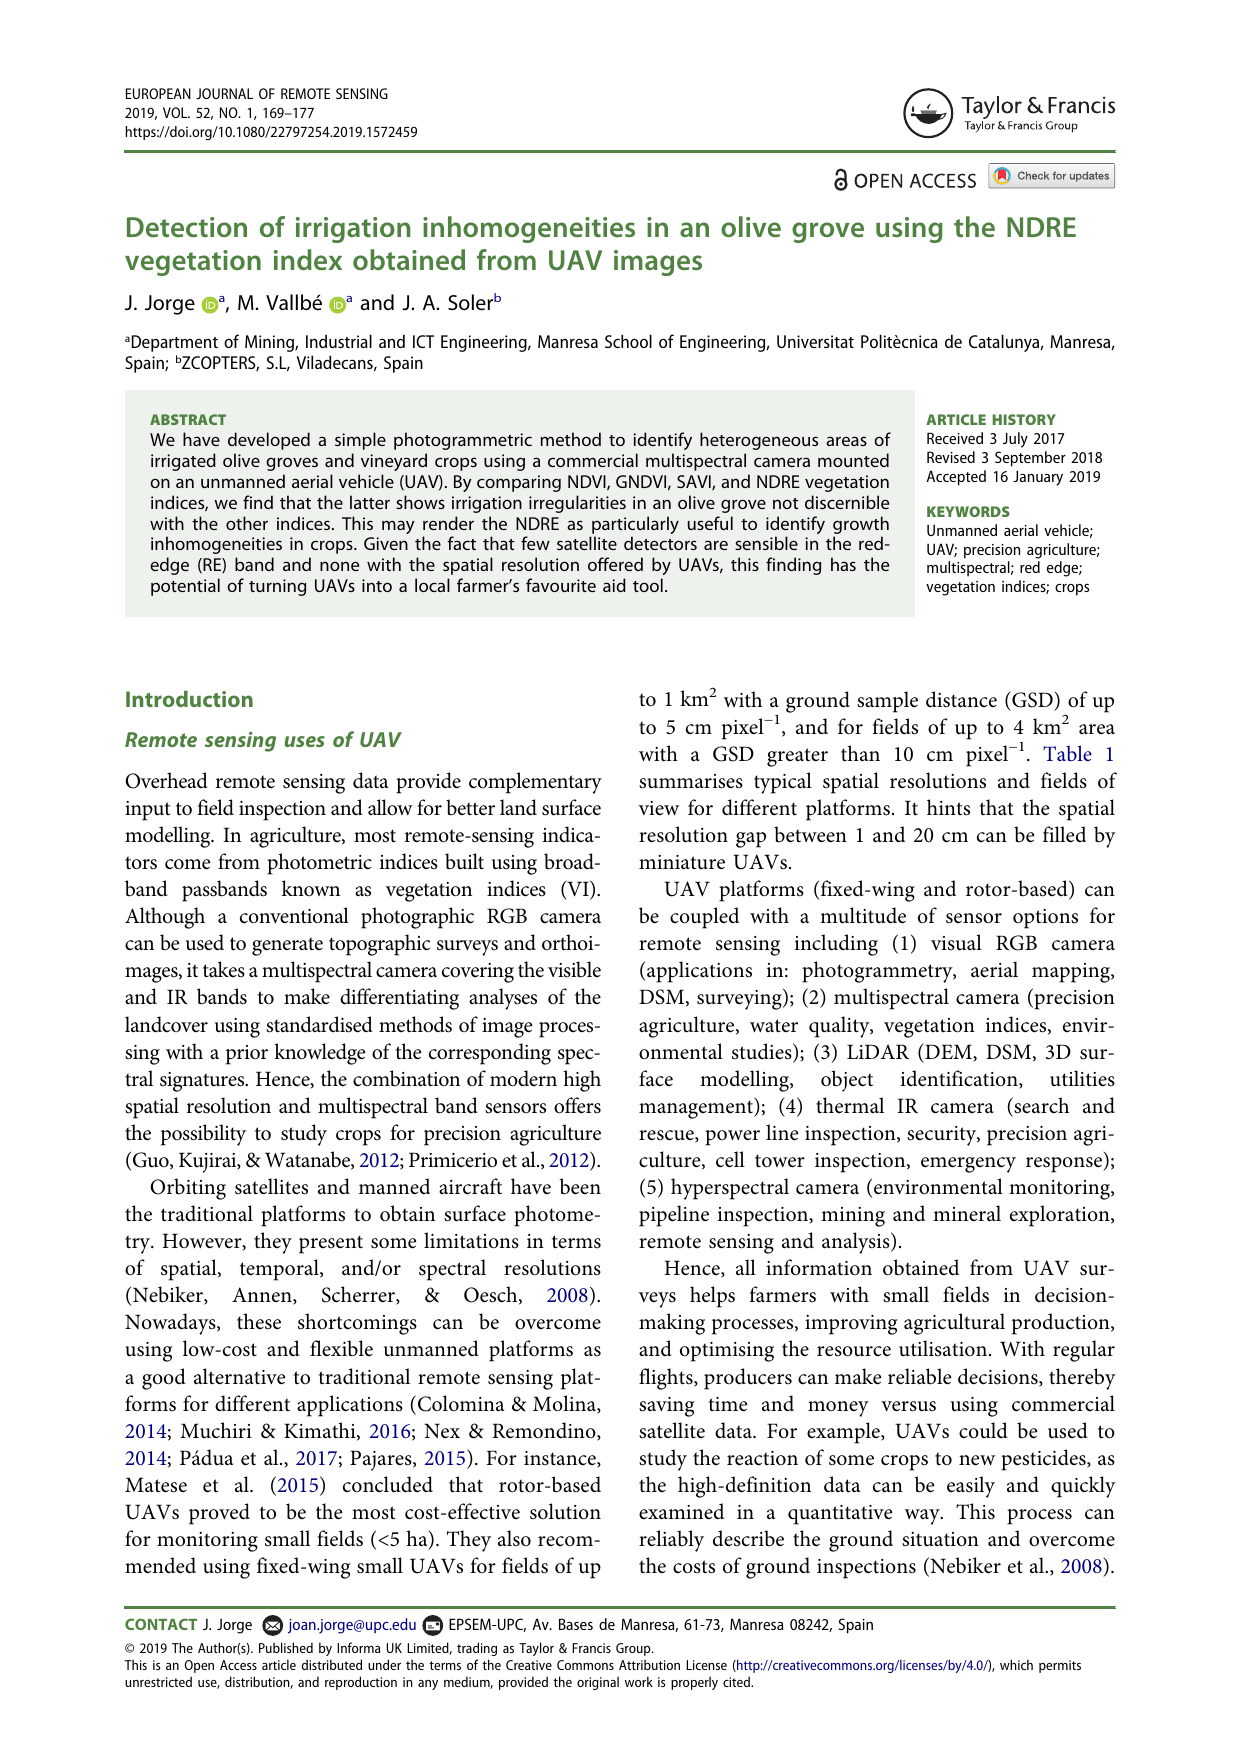 EUROPEAN JOURNAL OF REMOTE SENSING
2019, VOL. 52, NO. 1, 169–177
https://doi.org/10.1080/22797254.2019.1572459
Taylor & Francis
Taylor & Francis Group
OPEN ACCESS
Check for updates
Detection of irrigation inhomogeneities in an olive grove using the NDRE
vegetation index obtained from UAV images
J. Jorge iDᵃ, M. Vallbé iDᵃ and J. A. Solerᵇ
ᵃDepartment of Mining, Industrial and ICT Engineering, Manresa School of Engineering, Universitat Politècnica de Catalunya, Manresa,
Spain; ᵇZCOPTERS, S.L, Viladecans, Spain
ABSTRACT
We have developed a simple photogrammetric method to identify heterogeneous areas of
irrigated olive groves and vineyard crops using a commercial multispectral camera mounted
on an unmanned aerial vehicle (UAV). By comparing NDVI, GNDVI, SAVI, and NDRE vegetation
indices, we find that the latter shows irrigation irregularities in an olive grove not discernible
with the other indices. This may render the NDRE as particularly useful to identify growth
inhomogeneities in crops. Given the fact that few satellite detectors are sensible in the red-
edge (RE) band and none with the spatial resolution offered by UAVs, this finding has the
potential of turning UAVs into a local farmer's favourite aid tool.
ARTICLE HISTORY
Received 3 July 2017
Revised 3 September 2018
Accepted 16 January 2019
KEYWORDS
Unmanned aerial vehicle;
UAV; precision agriculture;
multispectral; red edge;
vegetation indices; crops
Introduction
Remote sensing uses of UAV
Overhead remote sensing data provide complementary
input to field inspection and allow for better land surface
modelling. In agriculture, most remote-sensing indica-
tors come from photometric indices built using broad-
band passbands known as vegetation indices (VI).
Although a conventional photographic RGB camera
can be used to generate topographic surveys and orthoi-
mages, it takes a multispectral camera covering the visible
and IR bands to make differentiating analyses of the
landcover using standardised methods of image proces-
sing with a prior knowledge of the corresponding spec-
tral signatures. Hence, the combination of modern high
spatial resolution and multispectral band sensors offers
the possibility to study crops for precision agriculture
(Guo, Kujirai, & Watanabe, 2012; Primicerio et al., 2012).
Orbiting satellites and manned aircraft have been
the traditional platforms to obtain surface photome-
try. However, they present some limitations in terms
of spatial, temporal, and/or spectral resolutions
(Nebiker, Annen, Scherrer, & Oesch, 2008).
Nowadays, these shortcomings can be overcome
using low-cost and flexible unmanned platforms as
a good alternative to traditional remote sensing plat-
forms for different applications (Colomina & Molina,
2014; Muchiri & Kimathi, 2016; Nex & Remondino,
2014; Pádua et al., 2017; Pajares, 2015). For instance,
Matese et al. (2015) concluded that rotor-based
UAVs proved to be the most cost-effective solution
for monitoring small fields (<5 ha). They also recom-
mended using fixed-wing small UAVs for fields of up
to 1 km² with a ground sample distance (GSD) of up
to 5 cm pixel⁻¹, and for fields of up to 4 km² area
with a GSD greater than 10 cm pixel⁻¹. Table 1
summarises typical spatial resolutions and fields of
view for different platforms. It hints that the spatial
resolution gap between 1 and 20 cm can be filled by
miniature UAVs.
UAV platforms (fixed-wing and rotor-based) can
be coupled with a multitude of sensor options for
remote sensing including (1) visual RGB camera
(applications in: photogrammetry, aerial mapping,
DSM, surveying); (2) multispectral camera (precision
agriculture, water quality, vegetation indices, envir-
onmental studies); (3) LiDAR (DEM, DSM, 3D sur-
face modelling, object identification, utilities
management); (4) thermal IR camera (search and
rescue, power line inspection, security, precision agri-
culture, cell tower inspection, emergency response);
(5) hyperspectral camera (environmental monitoring,
pipeline inspection, mining and mineral exploration,
remote sensing and analysis).
Hence, all information obtained from UAV sur-
veys helps farmers with small fields in decision-
making processes, improving agricultural production,
and optimising the resource utilisation. With regular
flights, producers can make reliable decisions, thereby
saving time and money versus using commercial
satellite data. For example, UAVs could be used to
study the reaction of some crops to new pesticides, as
the high-definition data can be easily and quickly
examined in a quantitative way. This process can
reliably describe the ground situation and overcome
the costs of ground inspections (Nebiker et al., 2008).
CONTACT J. Jorge joan.jorge@upc.edu EPSEM-UPC, Av. Bases de Manresa, 61-73, Manresa 08242, Spain
© 2019 The Author(s). Published by Informa UK Limited, trading as Taylor & Francis Group.
This is an Open Access article distributed under the terms of the Creative Commons Attribution License (http://creativecommons.org/licenses/by/4.0/), which permits
unrestricted use, distribution, and reproduction in any medium, provided the original work is properly cited.